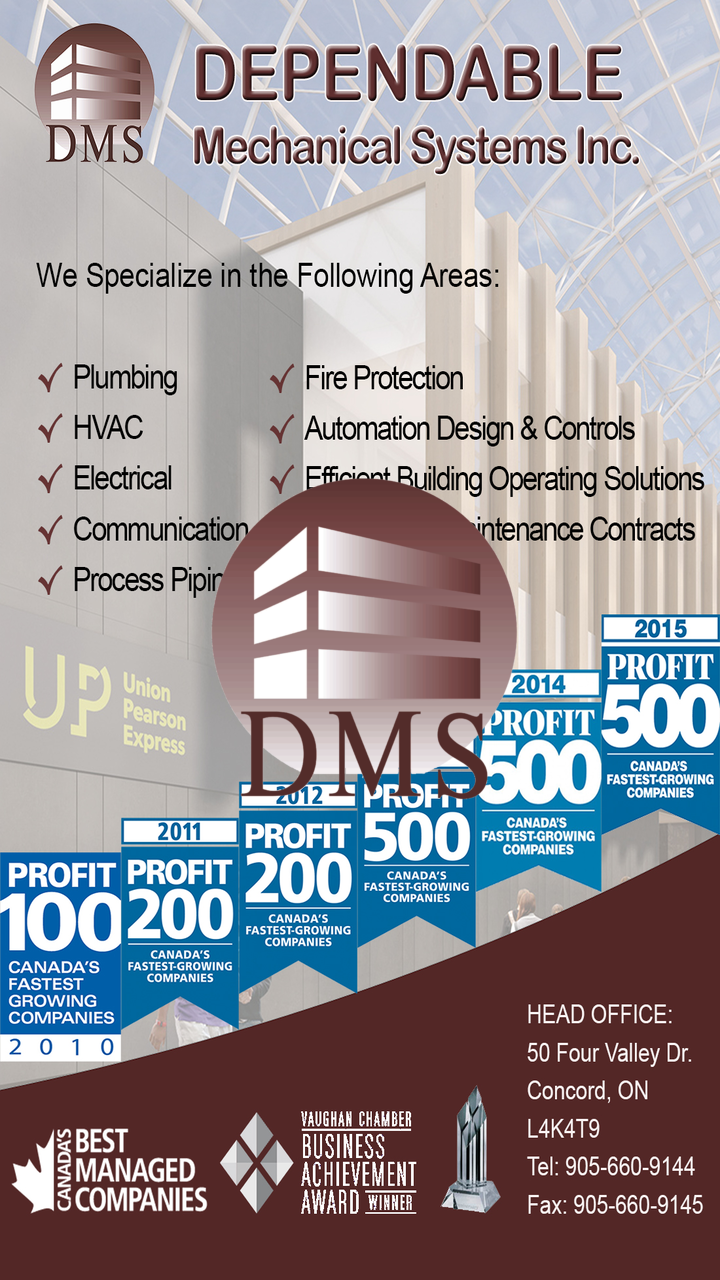 DMS
DEPENDABLE
Mechanical Systems Inc.
We Specialize in the Following Areas:
Plumbing
HVAC
Electrical
Communication
Process Pipin
Fire Protection
Automation Design & Controls
Efficient Building Operating Solutions
intenance Contracts
DMS
UP Union
Pearson
Express
PROFIT
100
CANADA'S
FASTEST
GROWING
COMPANIES
2010
2011
PROFIT
200
CANADA'S
FASTEST-GROWING
COMPANIES
2012
PROFIT
200
CANADA'S
FASTEST-GROWING
COMPANIES
PROFIT
500
CANADA'S
FASTEST-GROWING
COMPANIES
2014
PROFIT
500
CANADA'S
FASTEST-GROWING
COMPANIES
2015
PROFIT
500
CANADA'S
FASTEST-GROWING
COMPANIES
CANADA'S
BEST
MANAGED
COMPANIES
VAUGHAN CHAMBER
BUSINESS
ACHIEVEMENT
AWARD WINNER
HEAD OFFICE:
50 Four Valley Dr.
Concord, ON
L4K4T9
Tel: 905-660-9144
Fax: 905-660-9145